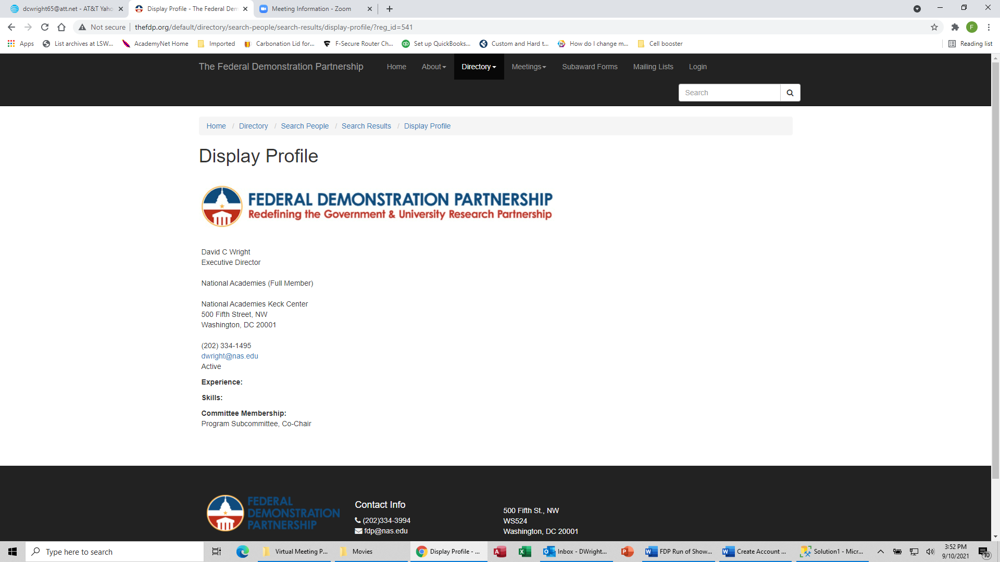 dcwright65@att.net - AT&T Yaho
Display Profile - The Federal Dem
Meeting Information - Zoom
Not secure
thefdp.org/default/directory/search-people/search-results/display-profile/?reg_id=541
F
Apps
List archives at LSW...
AcademyNet Home
Imported
Carbonation Lid for...
F-Secure Router Ch...
Set up QuickBooks...
Custom and Hard t...
How do I change m...
Cell booster
Reading list
The Federal Demonstration Partnership
Home
About
Directory
Meetings
Subaward Forms
Mailing Lists
Login
Search
Home / Directory / Search People / Search Results / Display Profile
Display Profile
FEDERAL DEMONSTRATION PARTNERSHIP
Redefining the Government & University Research Partnership
David C Wright
Executive Director
National Academies (Full Member)
National Academies Keck Center
500 Fifth Street, NW
Washington, DC 20001
(202) 334-1495
dwright@nas.edu
Active
Experience:
Skills:
Committee Membership:
Program Subcommittee, Co-Chair
FEDERAL
DEMONSTRATION
PARTNERSHIP
Contact Info
(202)334-3994
fdp@nas.edu
500 Fifth St., NW
WS524
Washington, DC 20001
Type here to search
Virtual Meeting P...
Movies
Display Profile - ...
Inbox - DWright...
FDP Run of Show...
Create Account ...
Solution1 - Micr...
3:52 PM
9/10/2021
10